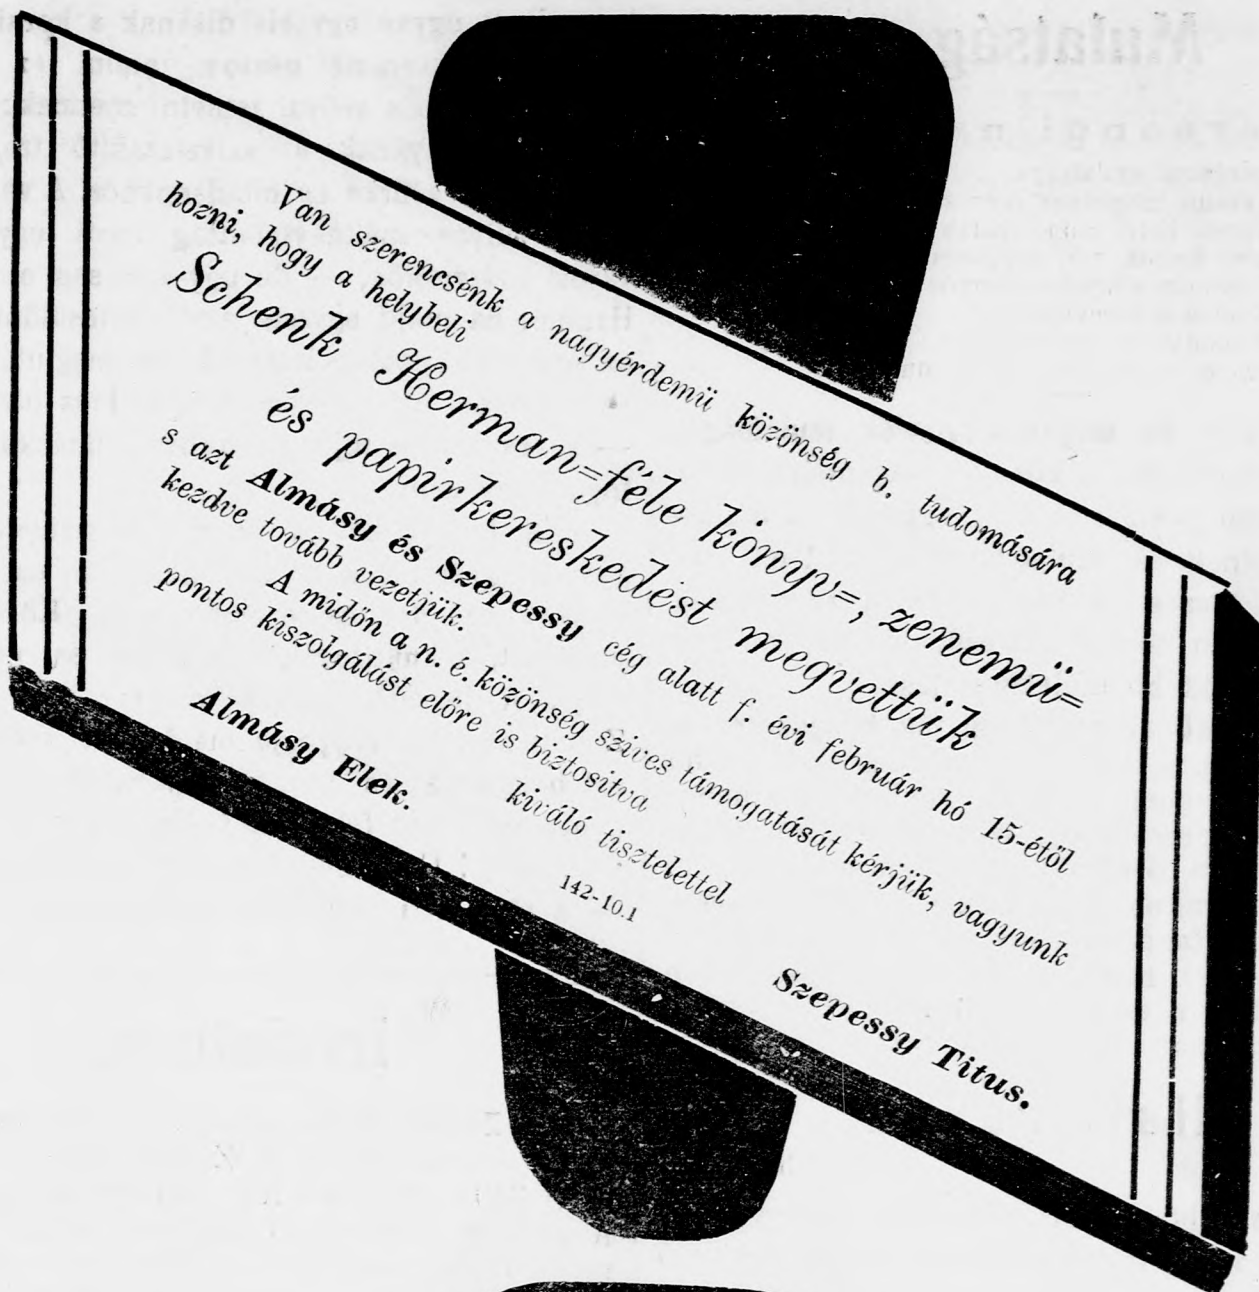 Van szerencsénk a nagyérdemü közönség b. tudomására
hozni, hogy a helybeli
Schenk Herman=féle könyv=, zenemü=
és papirkereskedést megvettük
s azt Almásy és Szepessy cég alatt f. évi február hó 15-étől
kezdve tovább vezetjük.
A midön a n. é. közönség szives támogatását kérjük, vagyunk
pontos kiszolgálást előre is biztositva
kiváló tisztelettel
Almásy Elek.
142-10.1
Szepessy Titus.